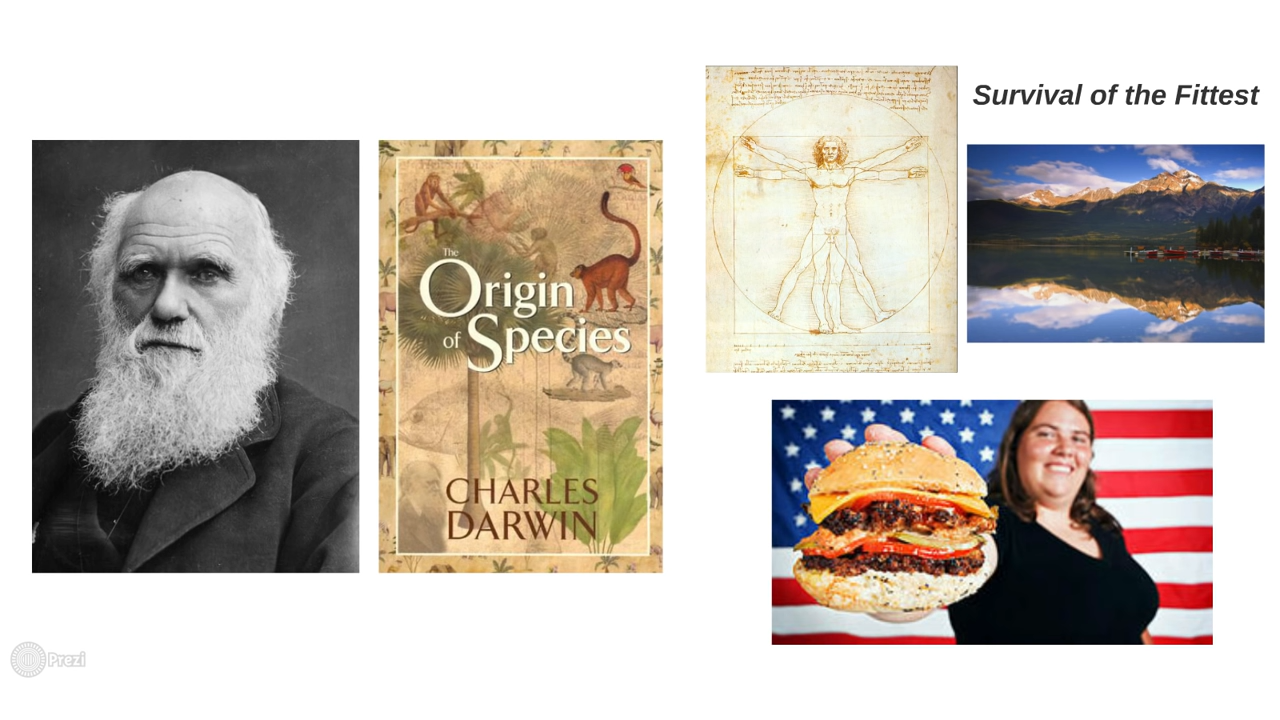 The
Origin
of Species
CHARLES
DARWIN
Survival of the Fittest
Prezi